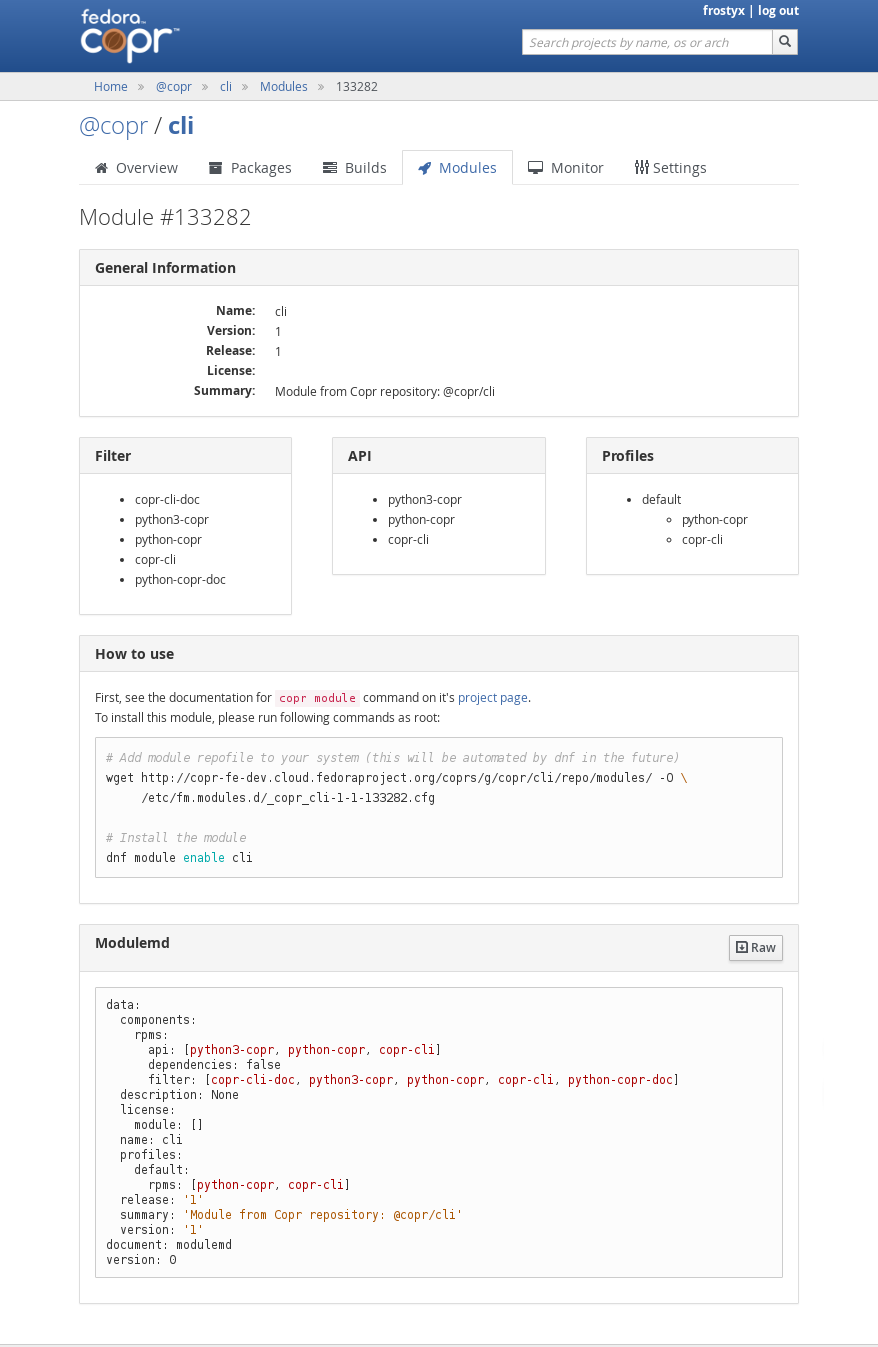 fedora™
copr™
frostyx | log out
Search projects by name, os or arch
Home » @copr » cli » Modules » 133282
@copr / cli
Overview Packages Builds Modules Monitor Settings
Module #133282
General Information
Name: cli
Version: 1
Release: 1
License:
Summary: Module from Copr repository: @copr/cli
Filter
copr-cli-doc
python3-copr
python-copr
copr-cli
python-copr-doc
API
python3-copr
python-copr
copr-cli
Profiles
default
python-copr
copr-cli
How to use
First, see the documentation for copr module command on it's project page.
To install this module, please run following commands as root:
# Add module repofile to your system (this will be automated by dnf in the future)
wget http://copr-fe-dev.cloud.fedoraproject.org/coprs/g/copr/cli/repo/modules/ -O \
/etc/fm.modules.d/_copr_cli-1-1-133282.cfg
# Install the module
dnf module enable cli
Modulemd
Raw
data:
  components:
    rpms:
      api: [python3-copr, python-copr, copr-cli]
      dependencies: false
      filter: [copr-cli-doc, python3-copr, python-copr, copr-cli, python-copr-doc]
  description: None
  license:
    module: []
  name: cli
  profiles:
    default:
      rpms: [python-copr, copr-cli]
  release: '1'
  summary: 'Module from Copr repository: @copr/cli'
  version: '1'
document: modulemd
version: 0